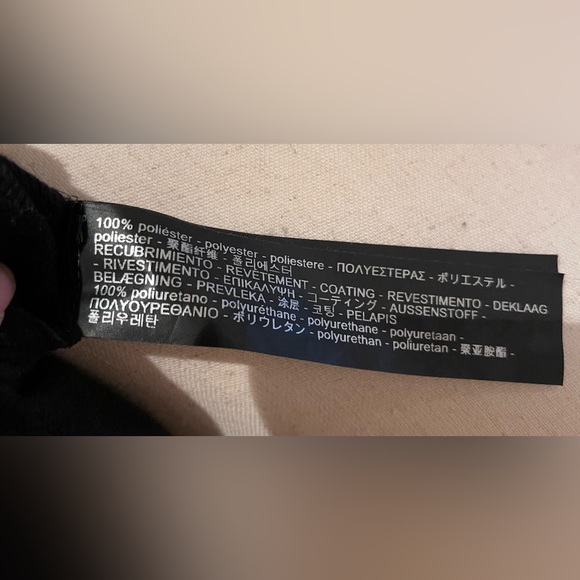 100% poliéster - polyester - poliestere - ΠΟΛΥΕΣΤΕΡΑΣ - ポリエステル -
poliester - 聚酯纤维 - 폴리에스터
RECUBRIMIENTO - REVÊTEMENT - COATING - REVESTIMENTO - DEKLAAG
- RIVESTIMENTO - ΕΠΙΚΑΛΥΨΗ - コーティング - AUSSENSTOFF -
BELÆGNING - PREVLEKA - 涂层 - 코팅 - PELAPIS
100% poliuretano - polyuréthane - polyurethane - polyuretaan -
ΠΟΛΥΟΥΡΕΘΑΝΙΟ - ポリウレタン - polyurethan - poliuretan - 聚亚胺酯 -
폴리우레탄